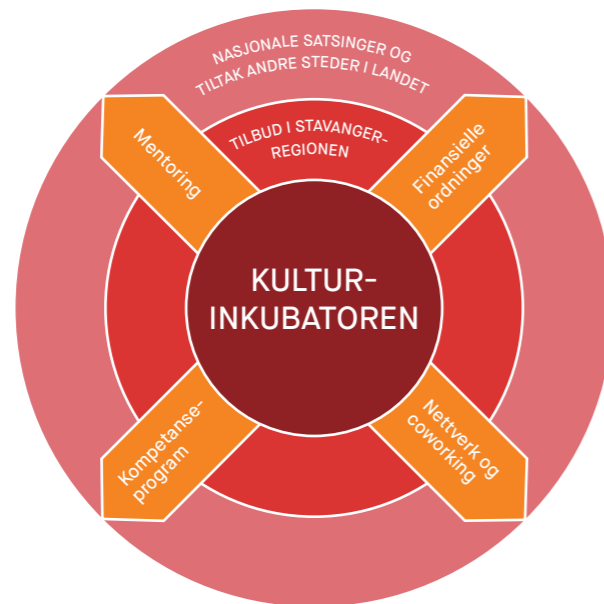 NASJONALE SATSINGER OG
TILTAK ANDRE STEDER I LANDET
TILBUD I STAVANGER-
REGIONEN
Mentoring
Finansielle
ordninger
KULTUR-
INKUBATOREN
Kompetanse-
program
Nettverk og
coworking